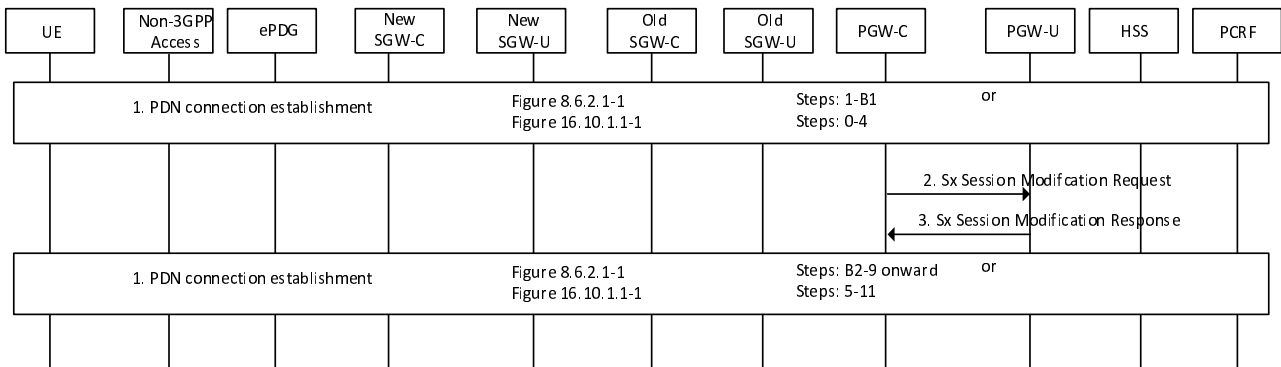 UE
Non-3GPP
Access
ePDG
New
SGW-C
New
SGW-U
Old
SGW-C
Old
SGW-U
PGW-C
PGW-U
HSS
PCRF
1. PDN connection establishment
Figure 8.6.2.1-1
Steps: 1-B1
or
Figure 16.10.1.1-1
Steps: 0-4
2. Sx Session Modifcation Request
3. Sx Session Modification Response
1. PDN connection establishment
Figure 8.6.2.1-1
Steps: B2-9 onward
or
Figure 16.10.1.1-1
Steps: 5-11